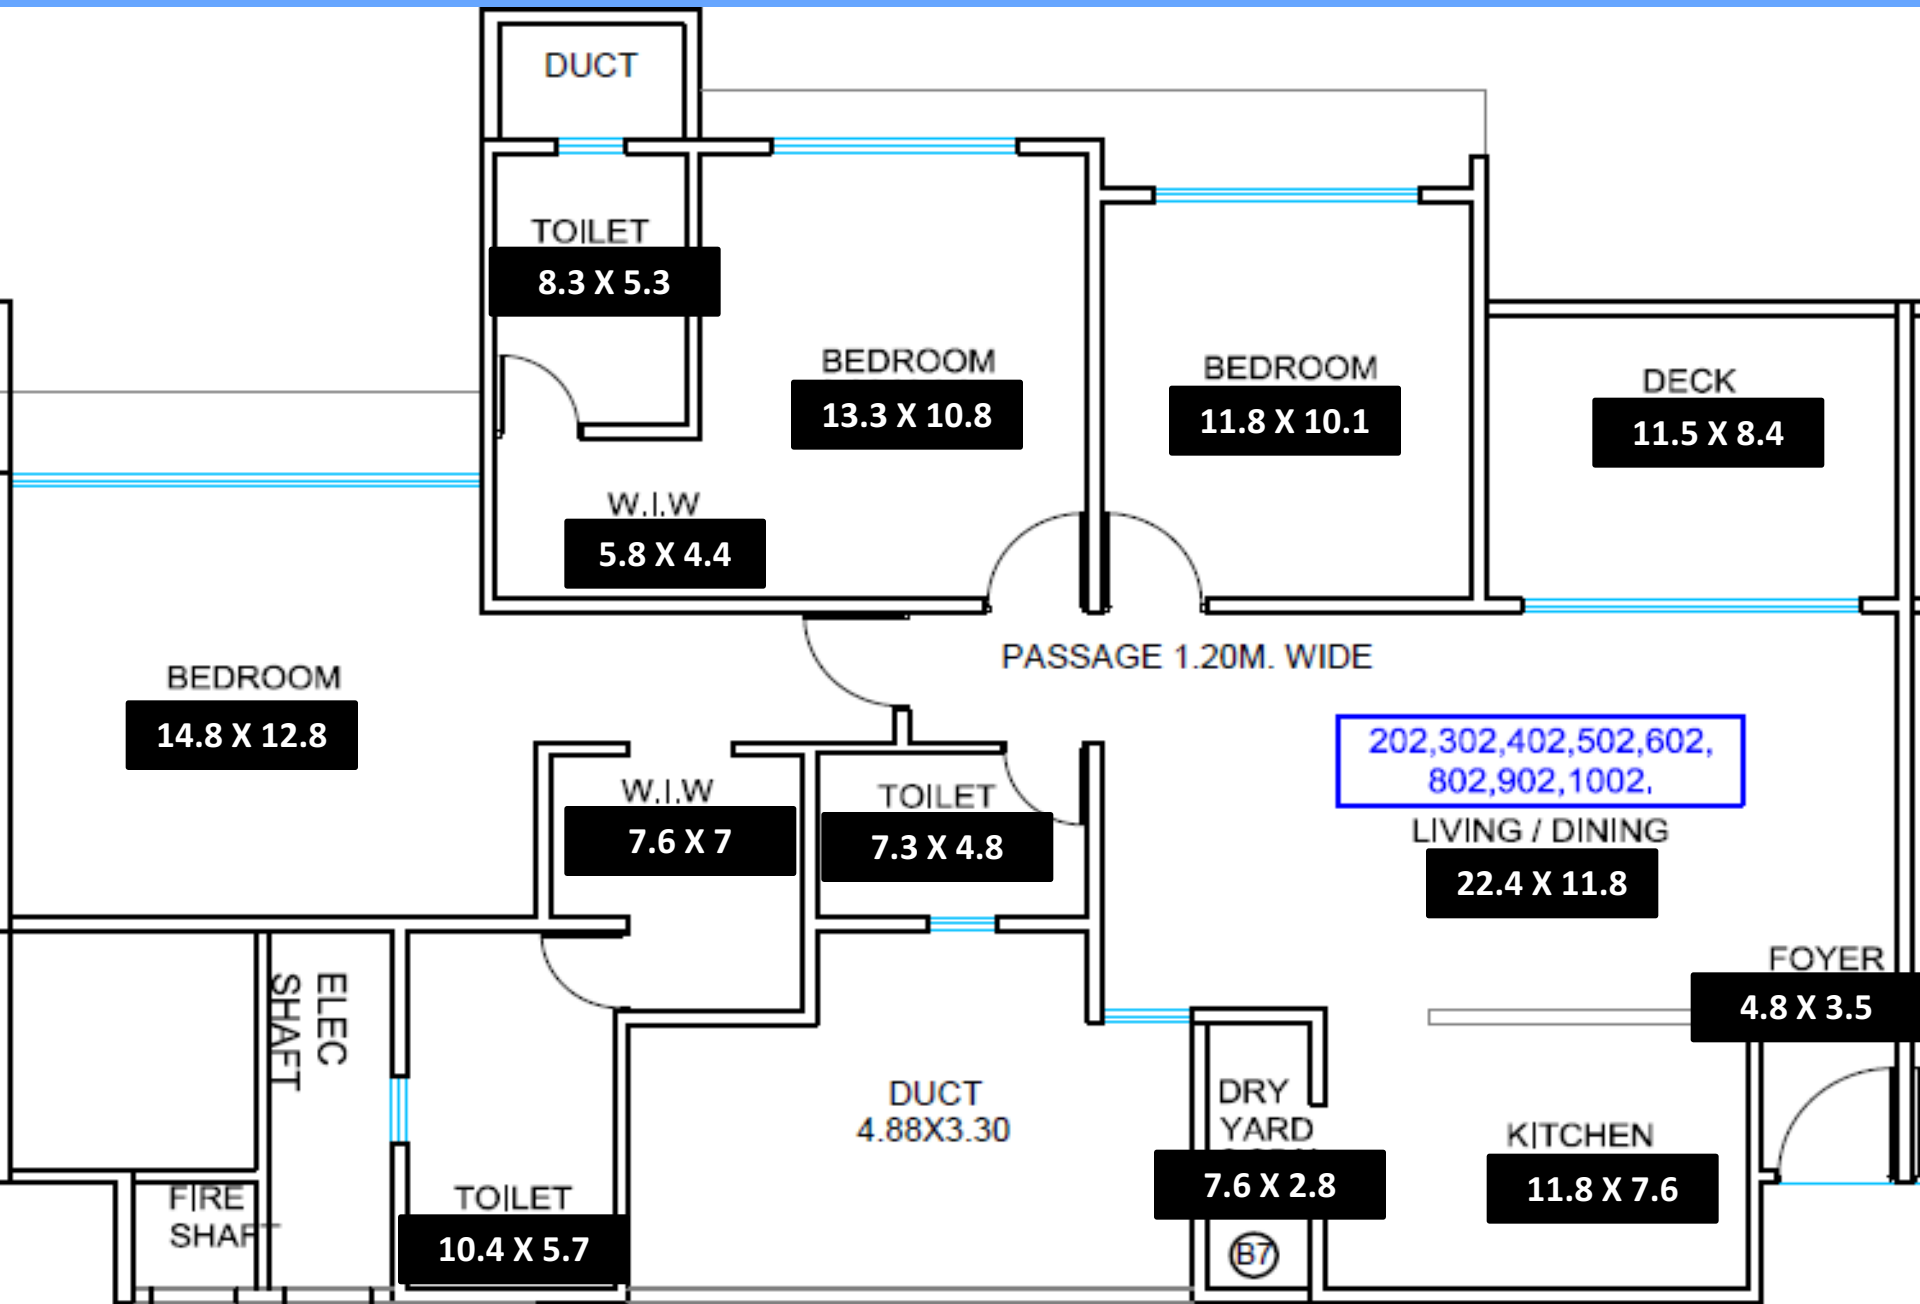 DUCT
TOILET
8.3 X 5.3
BEDROOM
13.3 X 10.8
BEDROOM
11.8 X 10.1
DECK
11.5 X 8.4
W.I.W
5.8 X 4.4
PASSAGE 1.20M. WIDE
BEDROOM
14.8 X 12.8
202,302,402,502,602,
802,902,1002,
W.I.W
7.6 X 7
TOILET
7.3 X 4.8
LIVING / DINING
22.4 X 11.8
FOYER
4.8 X 3.5
ELEC
SHAFT
DUCT
4.88X3.30
DRY
YARD
7.6 X 2.8
KITCHEN
11.8 X 7.6
FIRE
SHAFT
TOILET
10.4 X 5.7
B7